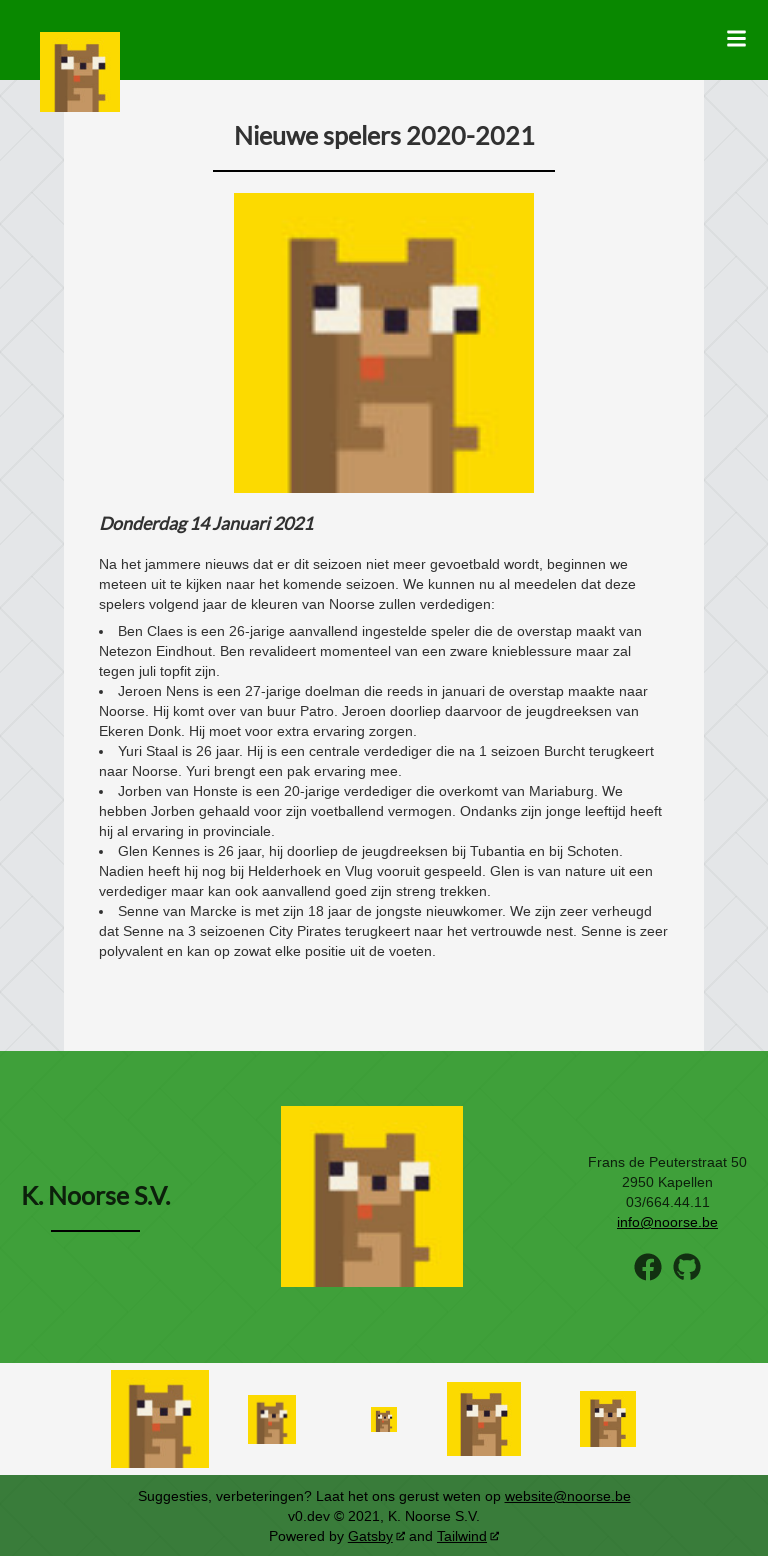 Nieuwe spelers 2020-2021
Donderdag 14 Januari 2021
Na het jammere nieuws dat er dit seizoen niet meer gevoetbald wordt, beginnen we
meteen uit te kijken naar het komende seizoen. We kunnen nu al meedelen dat deze
spelers volgend jaar de kleuren van Noorse zullen verdedigen:
• Ben Claes is een 26-jarige aanvallend ingestelde speler die de overstap maakt van
Netezon Eindhout. Ben revalideert momenteel van een zware knieblessure maar zal
tegen juli topfit zijn.
• Jeroen Nens is een 27-jarige doelman die reeds in januari de overstap maakte naar
Noorse. Hij komt over van buur Patro. Jeroen doorliep daarvoor de jeugdreeksen van
Ekeren Donk. Hij moet voor extra ervaring zorgen.
• Yuri Staal is 26 jaar. Hij is een centrale verdediger die na 1 seizoen Burcht terugkeert
naar Noorse. Yuri brengt een pak ervaring mee.
• Jorben van Honste is een 20-jarige verdediger die overkomt van Mariaburg. We
hebben Jorben gehaald voor zijn voetballend vermogen. Ondanks zijn jonge leeftijd heeft
hij al ervaring in provinciale.
• Glen Kennes is 26 jaar, hij doorliep de jeugdreeksen bij Tubantia en bij Schoten.
Nadien heeft hij nog bij Helderhoek en Vlug vooruit gespeeld. Glen is van nature uit een
verdediger maar kan ook aanvallend goed zijn streng trekken.
• Senne van Marcke is met zijn 18 jaar de jongste nieuwkomer. We zijn zeer verheugd
dat Senne na 3 seizoenen City Pirates terugkeert naar het vertrouwde nest. Senne is zeer
polyvalent en kan op zowat elke positie uit de voeten.
K. Noorse S.V.
Frans de Peuterstraat 50
2950 Kapellen
03/664.44.11
info@noorse.be
Suggesties, verbeteringen? Laat het ons gerust weten op website@noorse.be
v0.dev © 2021, K. Noorse S.V.
Powered by Gatsby and Tailwind